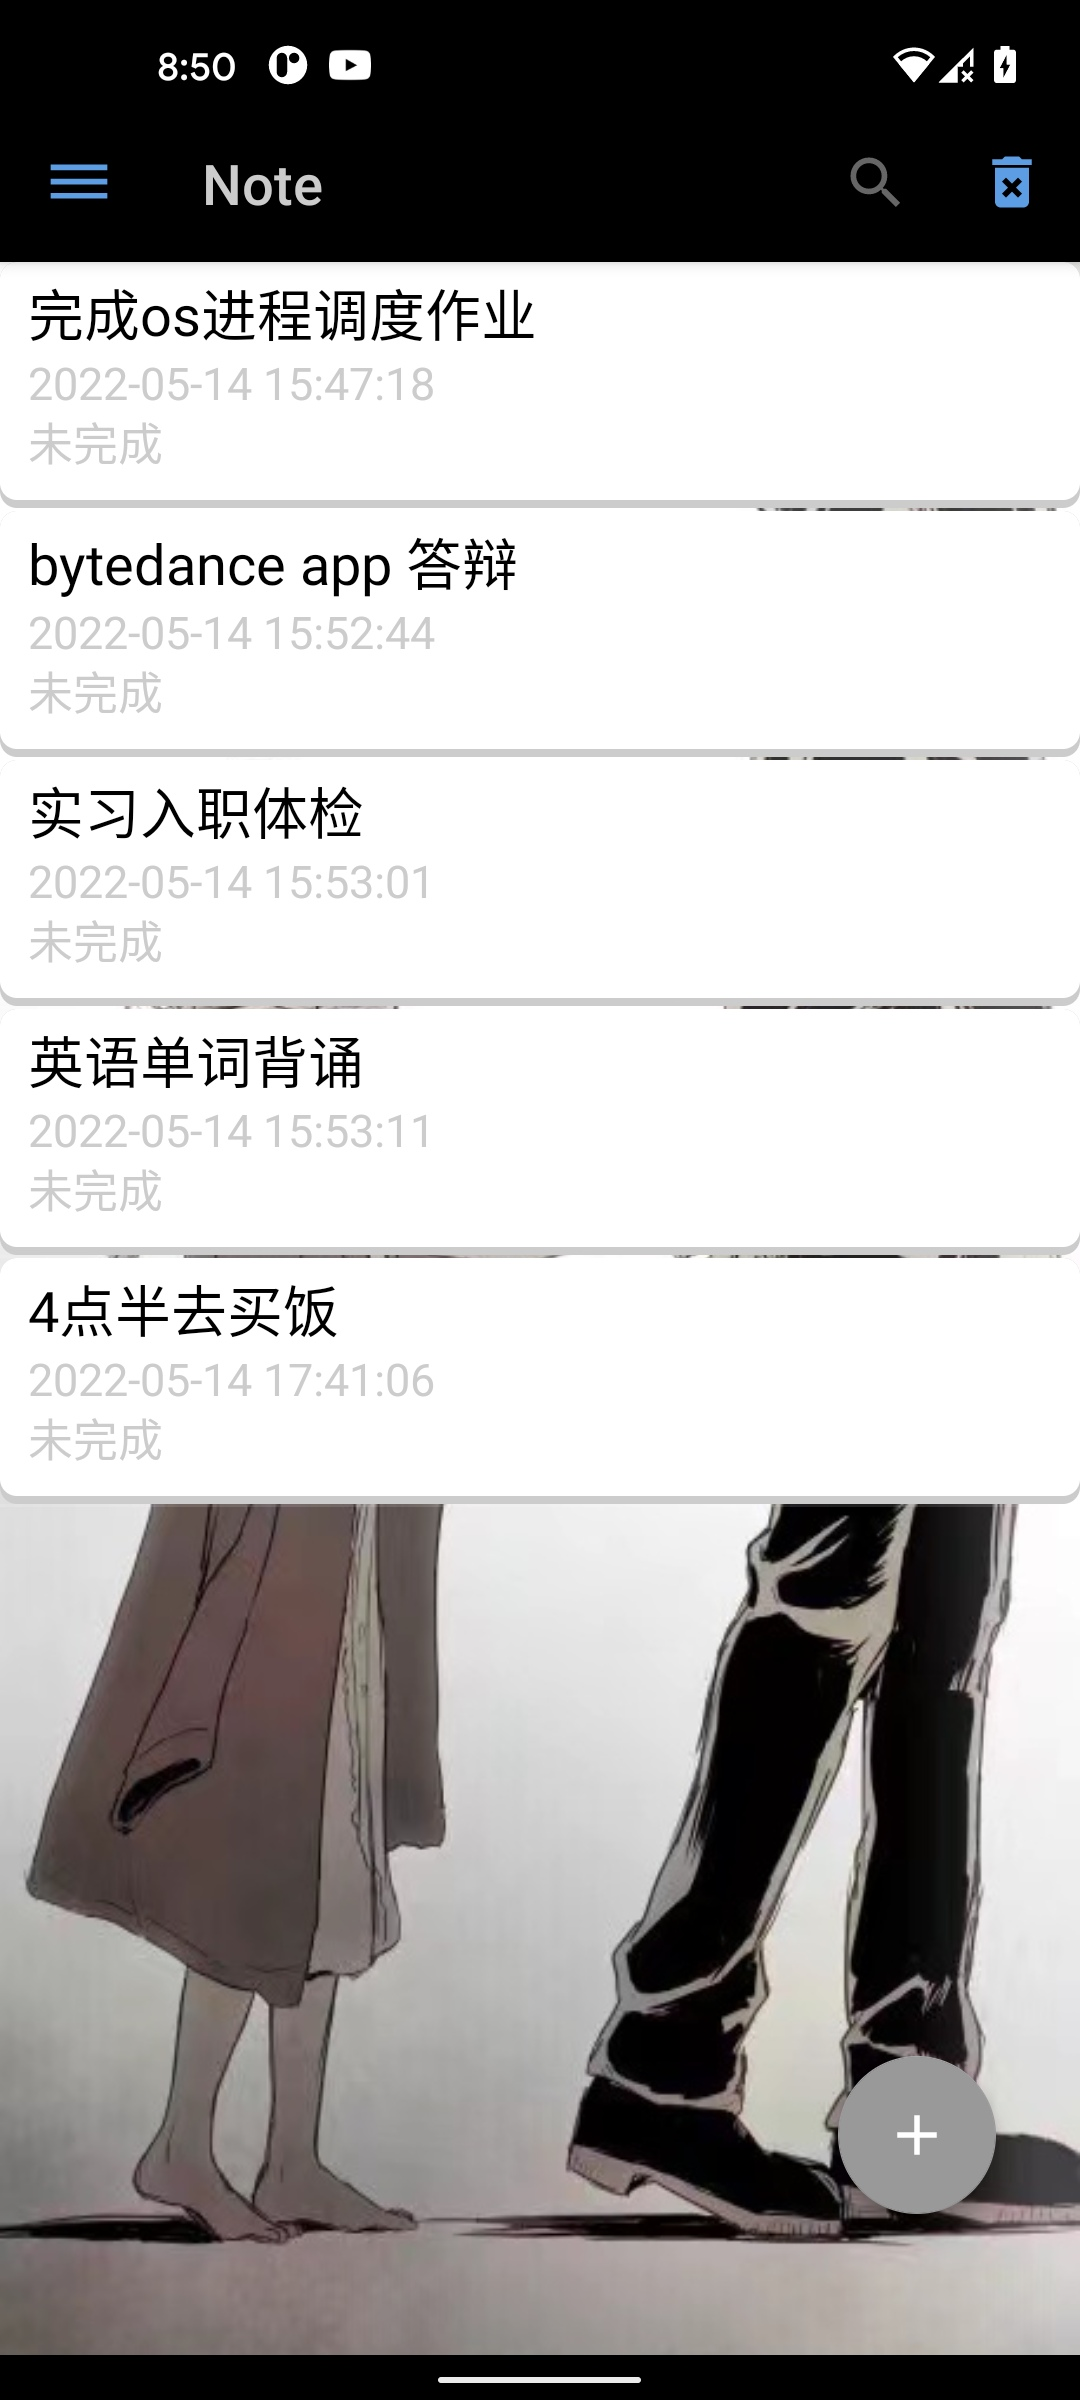 8:50
Note
完成os进程调度作业
2022-05-14 15:47:18
未完成
bytedance app 答辩
2022-05-14 15:52:44
未完成
实习入职体检
2022-05-14 15:53:01
未完成
英语单词背诵
2022-05-14 15:53:11
未完成
4点半去买饭
2022-05-14 17:41:06
未完成